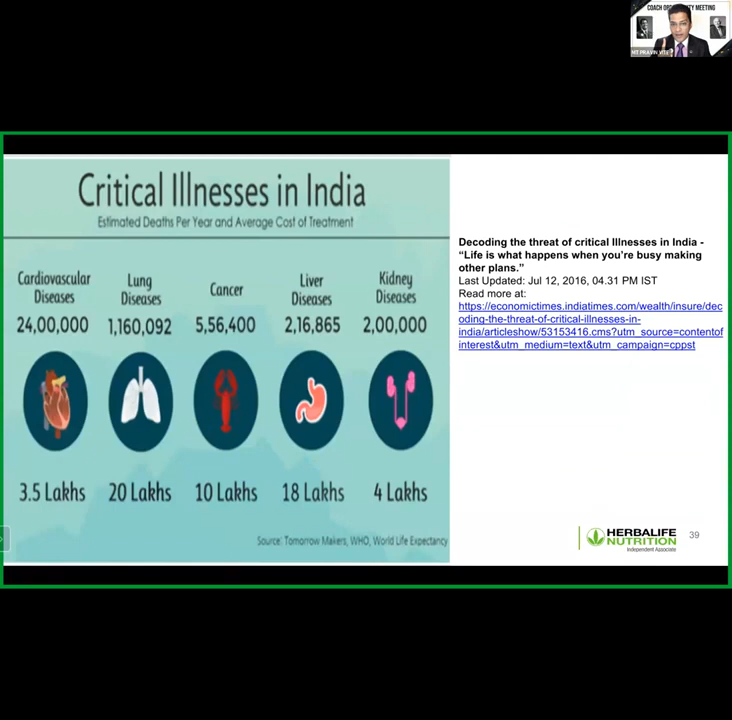 COACH OPPORTUNITY MEETING
Critical Illnesses in India
Estimated Deaths Per Year and Average Cost of Treatment
Cardiovascular Diseases
24,00,000
3.5 Lakhs
Lung Diseases
1,160,092
20 Lakhs
Cancer
5,56,400
10 Lakhs
Liver Diseases
2,16,865
18 Lakhs
Kidney Diseases
2,00,000
4 Lakhs
Source: Tomorrow Makers, WHO, World Life Expectancy
Decoding the threat of critical Illnesses in India -
“Life is what happens when you're busy making
other plans.”
Last Updated: Jul 12, 2016, 04.31 PM IST
Read more at:
https://economictimes.indiatimes.com/wealth/insure/dec
oding-the-threat-of-critical-illnesses-in-
india/articleshow/53153416.cms?utm_source=contentof
interest&utm_medium=text&utm_campaign=cppst
HERBALIFE
NUTRITION
Independent Associate
39